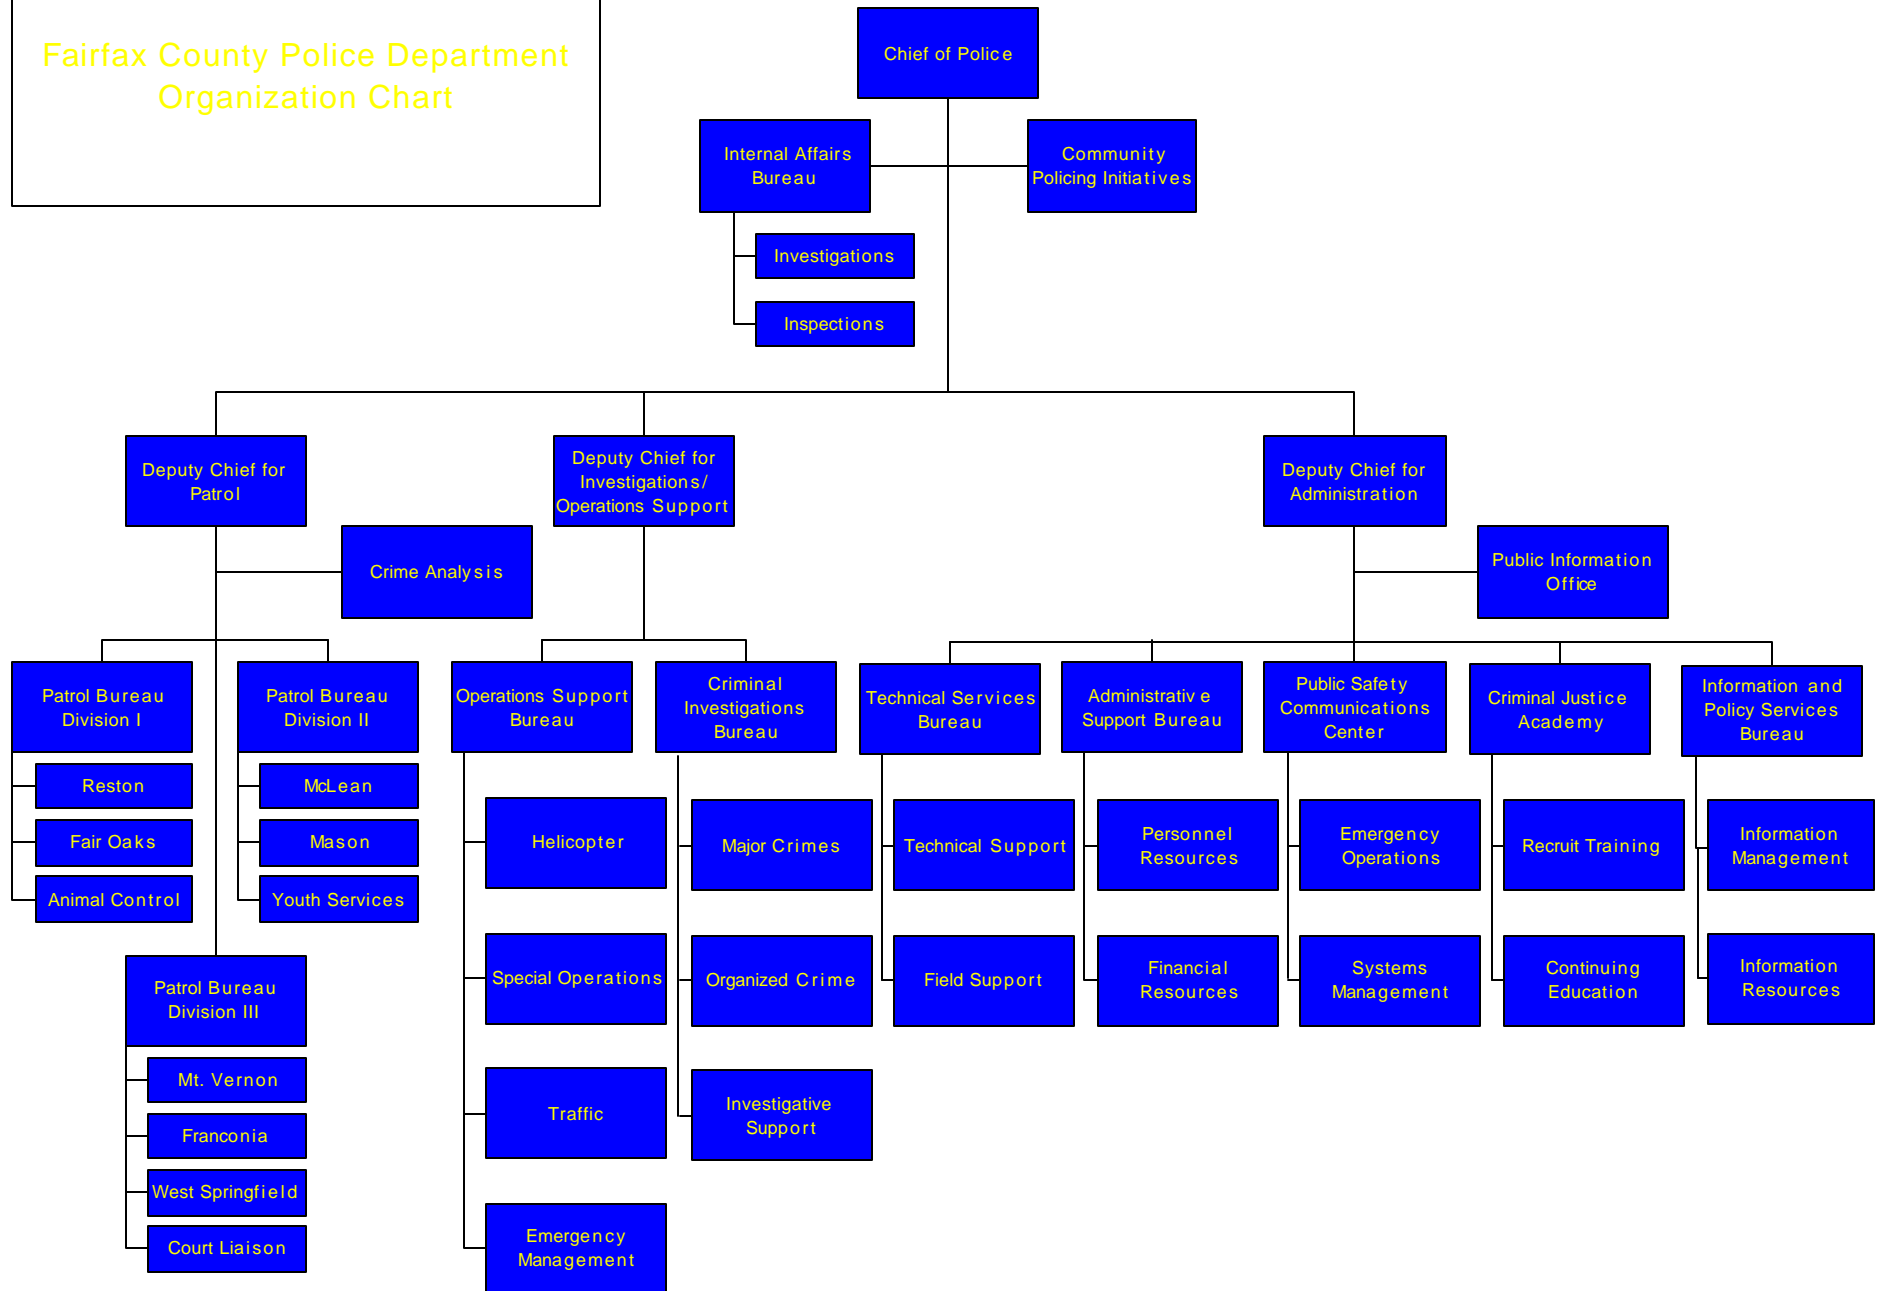 Fairfax County Police Department
Organization Chart
Chief of Police
Internal Affairs
Bureau
Community
Policing Initiatives
Investigations
Inspections
Deputy Chief for
Patrol
Deputy Chief for
Investigations/
Operations Support
Deputy Chief for
Administration
Crime Analysis
Public Information
Office
Patrol Bureau
Division I
Patrol Bureau
Division II
Operations Support
Bureau
Criminal
Investigations
Bureau
Technical Services
Bureau
Administrative
Support Bureau
Public Safety
Communications
Center
Criminal Justice
Academy
Information and
Policy Services
Bureau
Reston
Fair Oaks
Animal Control
McLean
Mason
Youth Services
Patrol Bureau
Division III
Mt. Vernon
Franconia
West Springfield
Court Liaison
Helicopter
Special Operations
Traffic
Emergency
Management
Major Crimes
Organized Crime
Investigative
Support
Technical Support
Field Support
Personnel
Resources
Financial
Resources
Emergency
Operations
Systems
Management
Recruit Training
Continuing
Education
Information
Management
Information
Resources